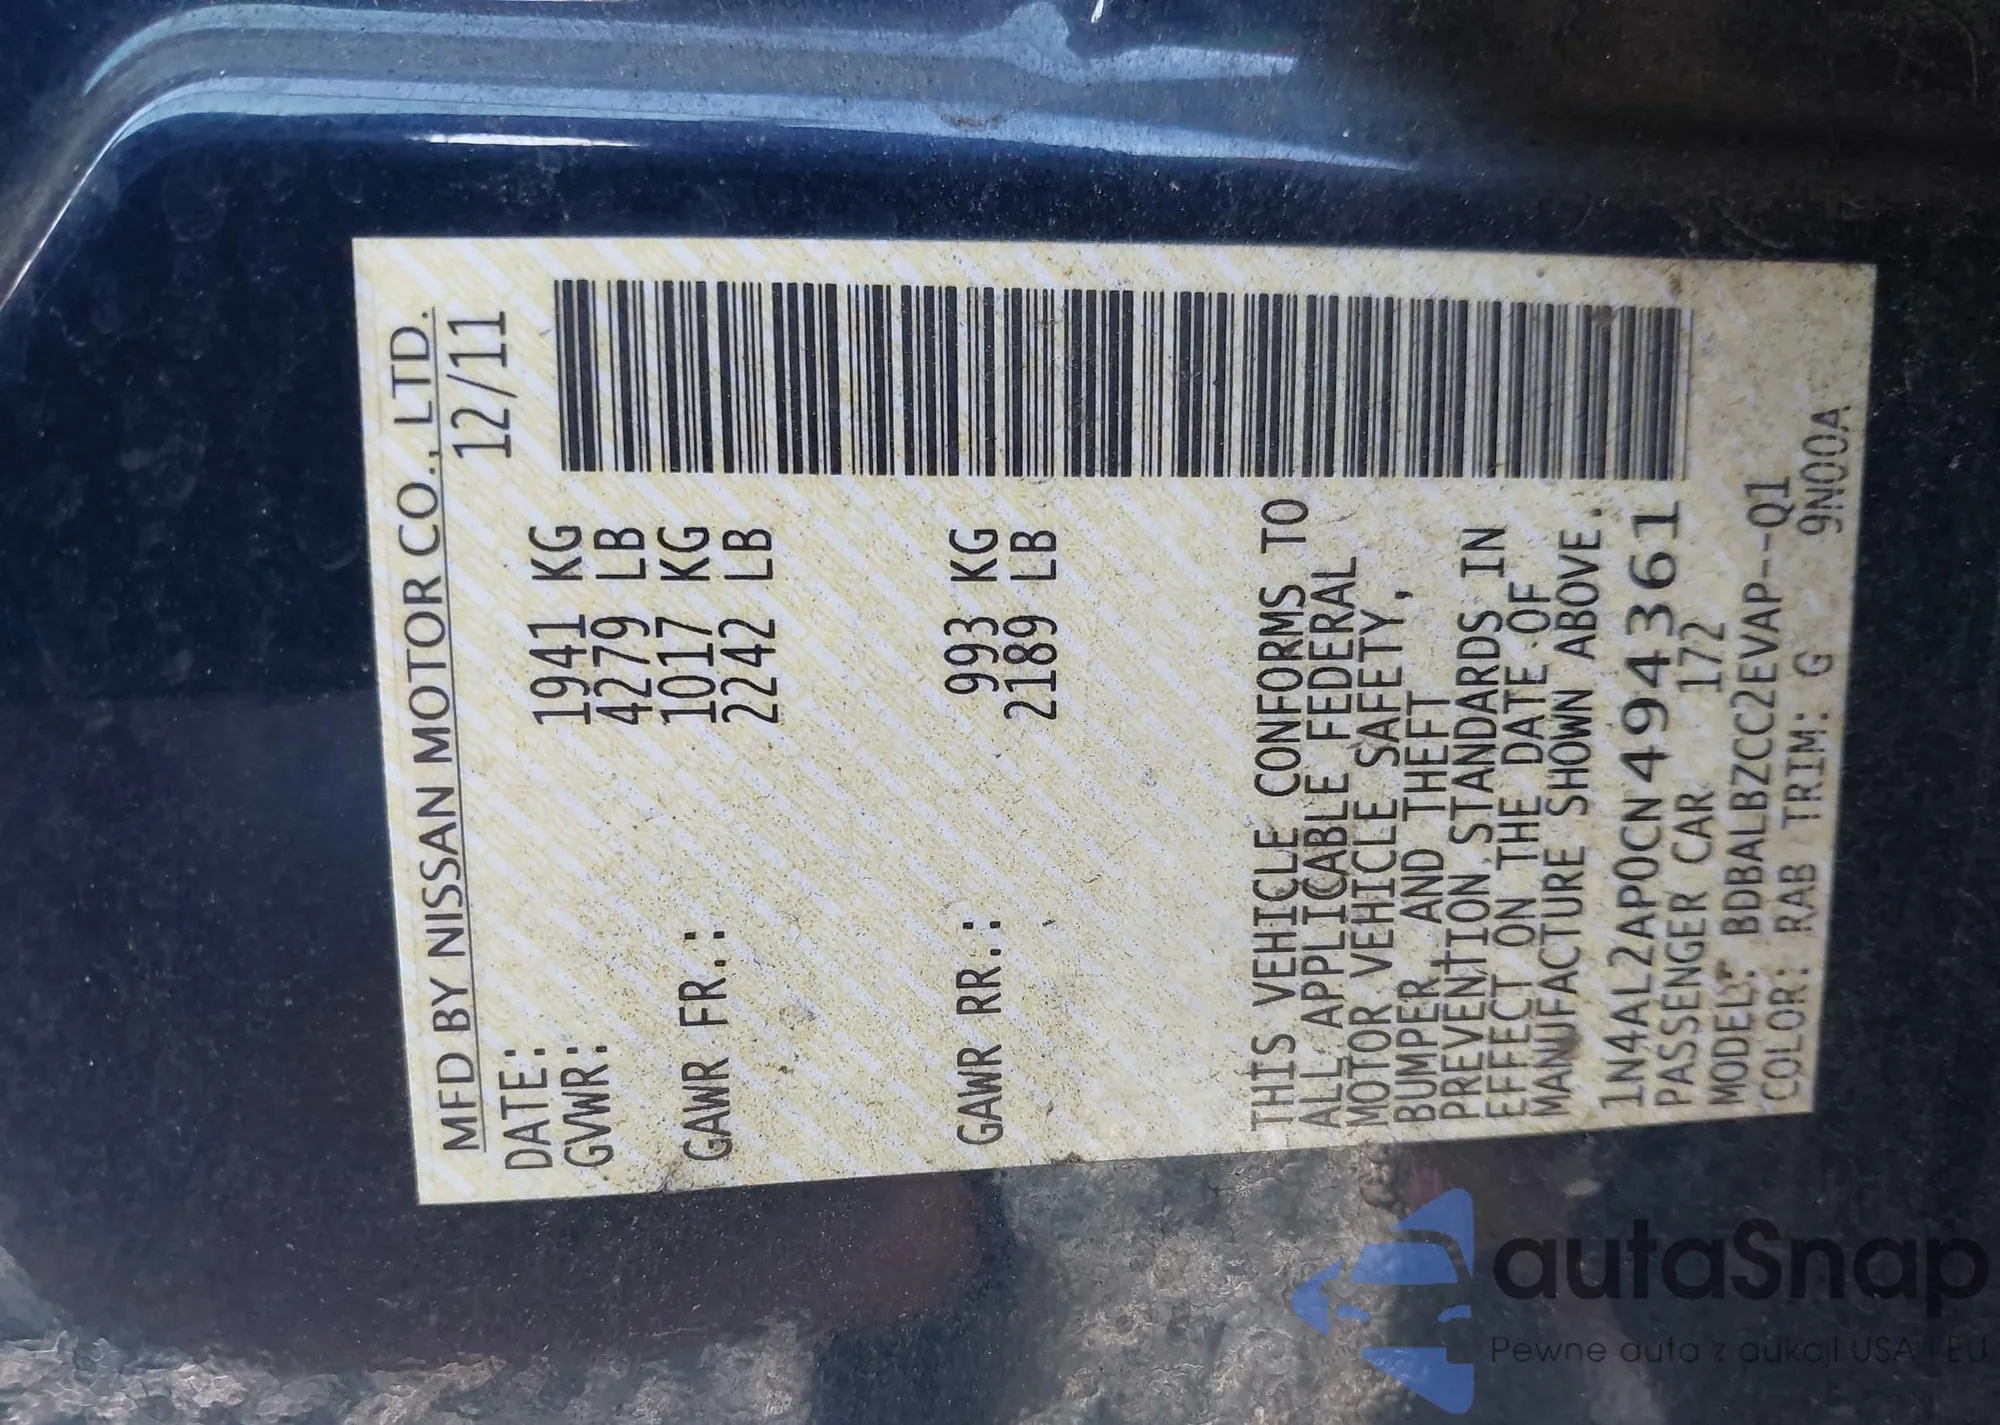 MFD BY NISSAN MOTOR CO., LTD.
DATE: 12/11
GVWR: 1941 KG
4279 LB
GAWR FR.: 1017 KG
2242 LB
GAWR RR.: 993 KG
2189 LB
THIS VEHICLE CONFORMS TO
ALL APPLICABLE FEDERAL
MOTOR VEHICLE SAFETY,
BUMPER AND THEFT
PREVENTION STANDARDS IN
EFFECT ON THE DATE OF
MANUFACTURE SHOWN ABOVE.
1N4AL2AP0CN494361
PASSENGER CAR 172
MODEL: BDBALBZCC2EVAP--Q1
COLOR: RAB TRIM: G 9N00A
autaSnap
Pewne auta z aukcji USA i EU